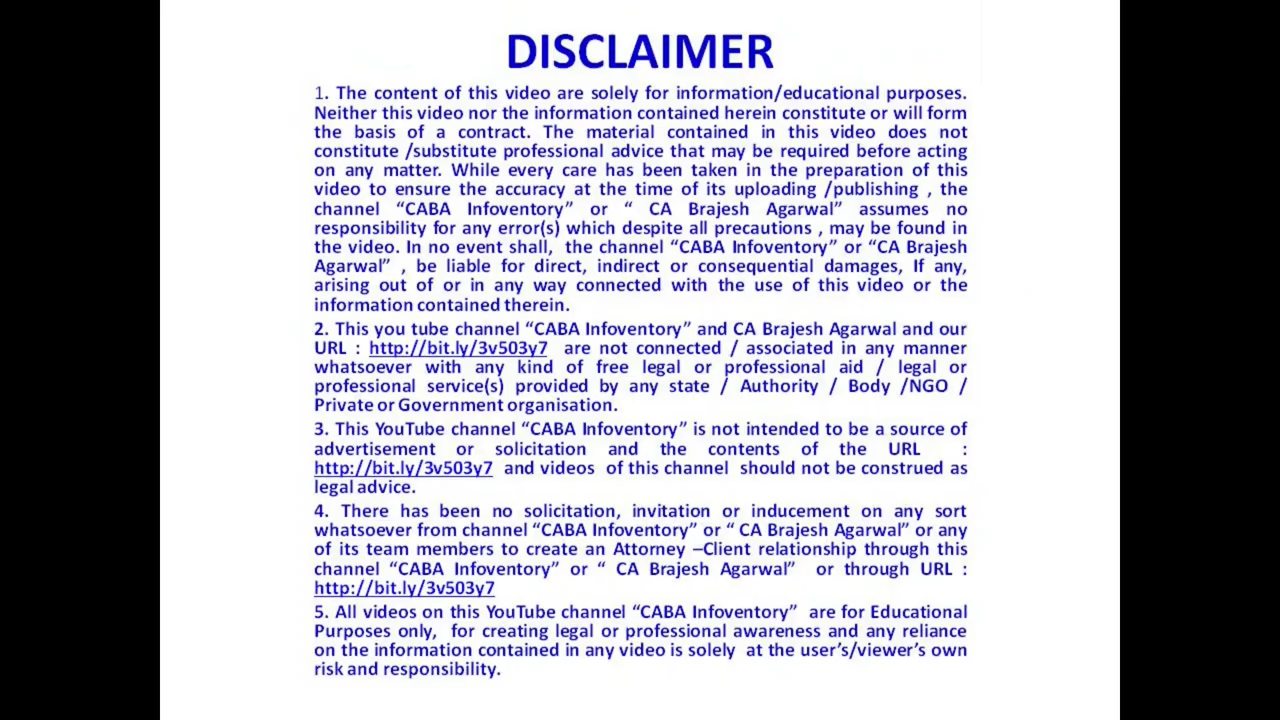 DISCLAIMER
1. The content of this video are solely for information/educational purposes.
Neither this video nor the information contained herein constitute or will form
the basis of a contract. The material contained in this video does not
constitute /substitute professional advice that may be required before acting
on any matter. While every care has been taken in the preparation of this
video to ensure the accuracy at the time of its uploading /publishing , the
channel “CABA Infoventory” or “ CA Brajesh Agarwal” assumes no
responsibility for any error(s) which despite all precautions , may be found in
the video. In no event shall, the channel “CABA Infoventory” or “CA Brajesh
Agarwal” , be liable for direct, indirect or consequential damages, If any,
arising out of or in any way connected with the use of this video or the
information contained therein.
2. This you tube channel “CABA Infoventory” and CA Brajesh Agarwal and our
URL : http://bit.ly/3v503y7 are not connected / associated in any manner
whatsoever with any kind of free legal or professional aid / legal or
professional service(s) provided by any state / Authority / Body /NGO /
Private or Government organisation.
3. This YouTube channel “CABA Infoventory” is not intended to be a source of
advertisement or solicitation and the contents of the URL :
http://bit.ly/3v503y7 and videos of this channel should not be construed as
legal advice.
4. There has been no solicitation, invitation or inducement on any sort
whatsoever from channel “CABA Infoventory” or “ CA Brajesh Agarwal” or any
of its team members to create an Attorney –Client relationship through this
channel “CABA Infoventory” or “ CA Brajesh Agarwal” or through URL :
http://bit.ly/3v503y7
5. All videos on this YouTube channel “CABA Infoventory” are for Educational
Purposes only, for creating legal or professional awareness and any reliance
on the information contained in any video is solely at the user’s/viewer’s own
risk and responsibility.